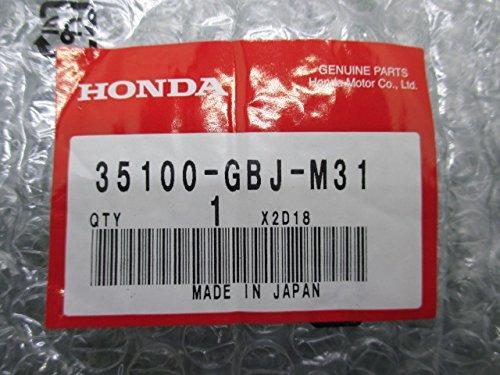 HONDA
GENUINE PARTS
Honda Motor Co., Ltd.
35100-GBJ-M31
QTY 1 X2D18
MADE IN JAPAN